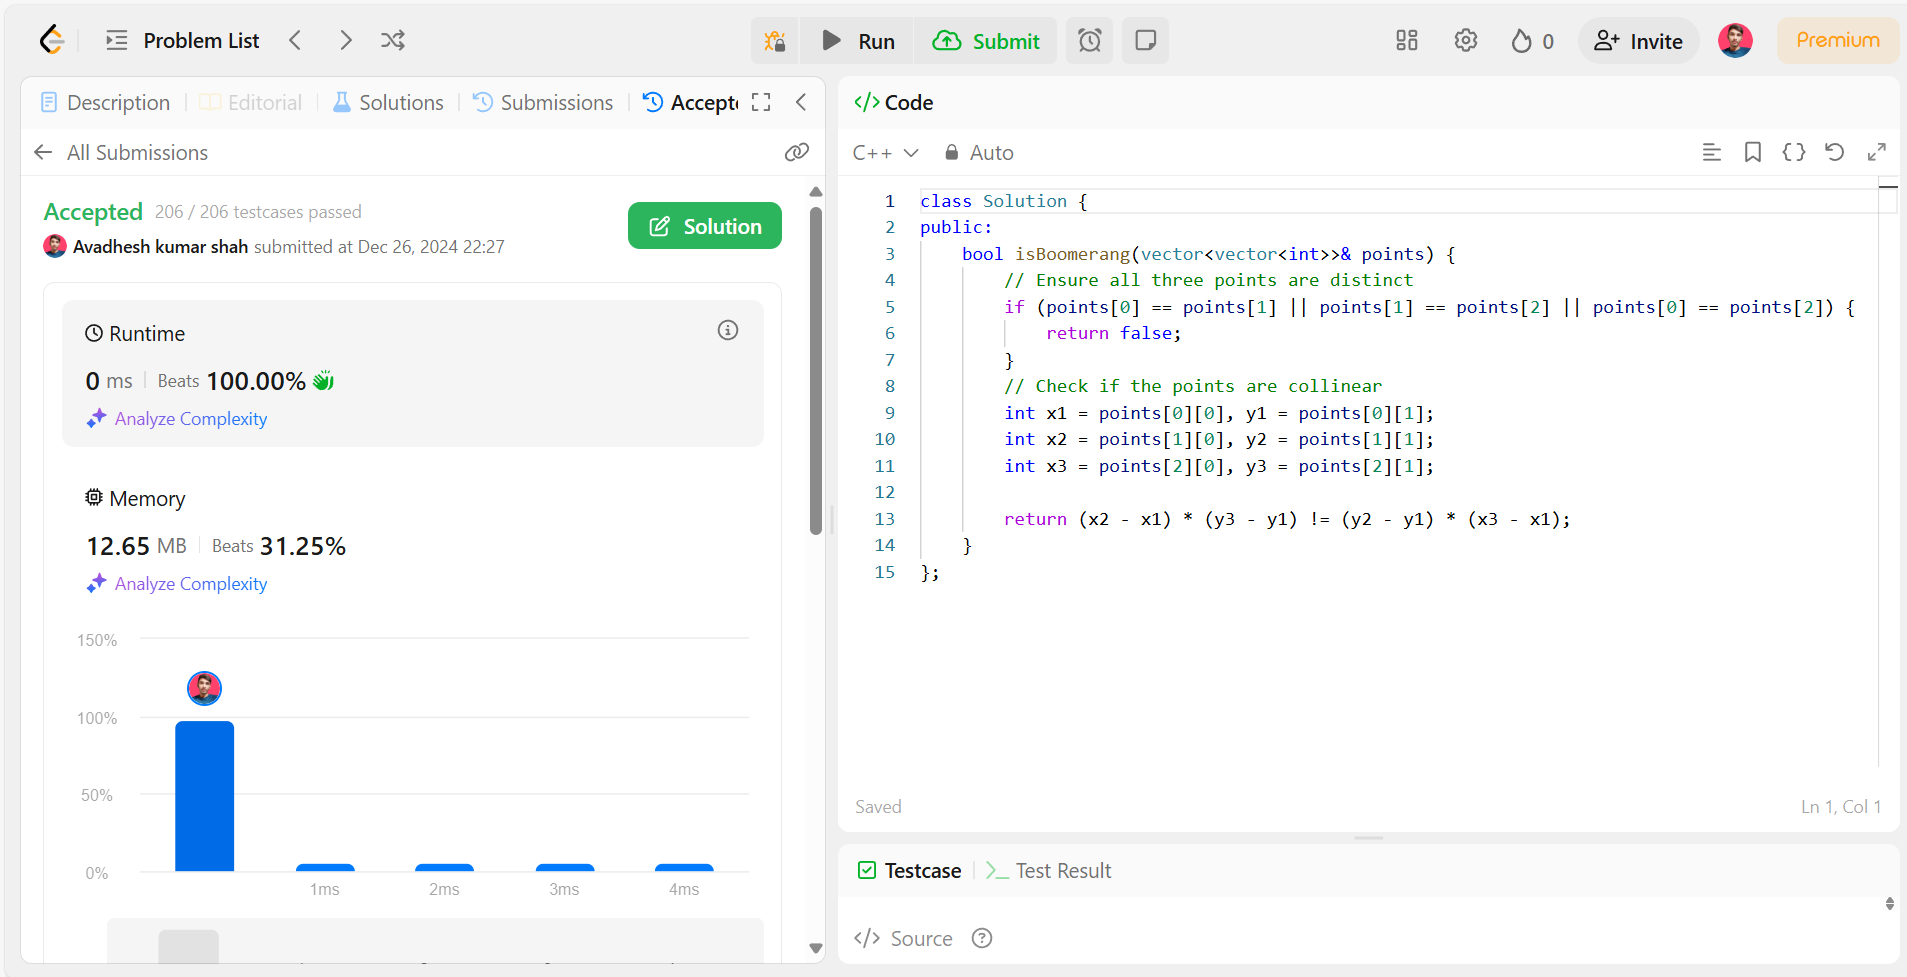 Problem List
Run
Submit
0
Invite
Premium
Description
Editorial
Solutions
Submissions
Accept
All Submissions
Accepted 206 / 206 testcases passed
Avadhesh kumar shah submitted at Dec 26, 2024 22:27
Solution
Runtime
0 ms Beats 100.00%
Analyze Complexity
Memory
12.65 MB Beats 31.25%
Analyze Complexity
150%
100%
50%
0%
1ms 2ms 3ms 4ms
</> Code
C++ Auto
1 class Solution {
2 public:
3 bool isBoomerang(vector<vector<int>>& points) {
4 // Ensure all three points are distinct
5 if (points[0] == points[1] || points[1] == points[2] || points[0] == points[2]) {
6 return false;
7 }
8 // Check if the points are collinear
9 int x1 = points[0][0], y1 = points[0][1];
10 int x2 = points[1][0], y2 = points[1][1];
11 int x3 = points[2][0], y3 = points[2][1];
12
13 return (x2 - x1) * (y3 - y1) != (y2 - y1) * (x3 - x1);
14 }
15 };
Saved
Ln 1, Col 1
Testcase
Test Result
</> Source